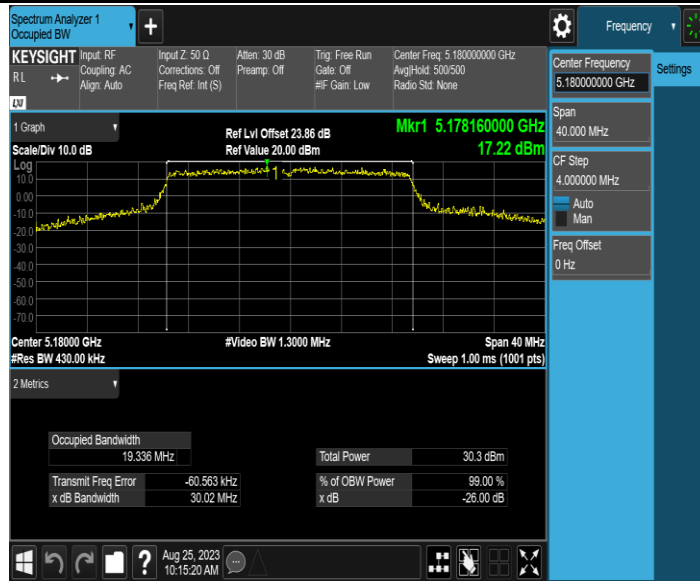 Spectrum Analyzer 1
Occupied BW
+
Frequency
KEYSIGHT
RL
LXI
Input: RF
Coupling: AC
Align: Auto
Input Z: 50 Ω
Corrections: Off
Freq Ref: Int (S)
Atten: 30 dB
Preamp: Off
Trig: Free Run
Gate: Off
#IF Gain: Low
Center Freq: 5.180000000 GHz
Avg|Hold: 500/500
Radio Std: None
Center Frequency
5.180000000 GHz
Settings
Span
40.000 MHz
CF Step
4.000000 MHz
Auto
Man
Freq Offset
0 Hz
1 Graph
Scale/Div 10.0 dB
Ref Lvl Offset 23.86 dB
Ref Value 20.00 dBm
Mkr1 5.178160000 GHz
17.22 dBm
Log
10.0
0.00
-10.0
-20.0
-30.0
-40.0
-50.0
-60.0
-70.0
1
Center 5.18000 GHz
#Res BW 430.00 kHz
#Video BW 1.3000 MHz
Span 40 MHz
Sweep 1.00 ms (1001 pts)
2 Metrics
Occupied Bandwidth
19.336 MHz
Total Power 30.3 dBm
Transmit Freq Error -60.563 kHz
% of OBW Power 99.00 %
x dB Bandwidth 30.02 MHz
x dB -26.00 dB
?
Aug 25, 2023
10:15:20 AM